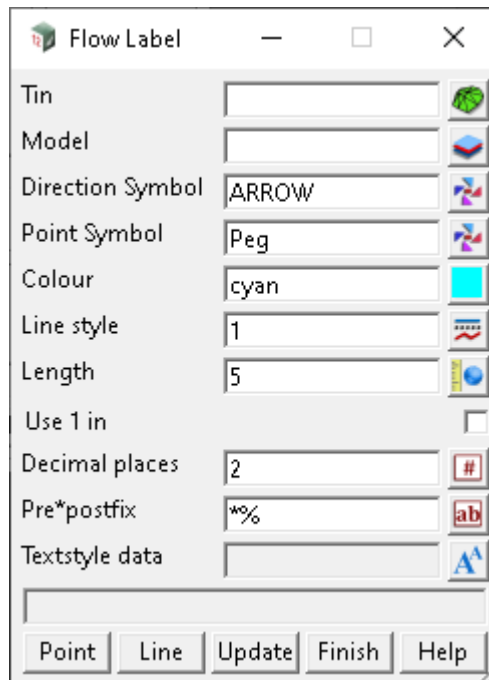 Flow Label
Tin
Model
Direction Symbol ARROW
Point Symbol Peg
Colour cyan
Line style 1
Length 5
Use 1 in
Decimal places 2 #
Pre*postfix *% ab
Textstyle data AA
Point Line Update Finish Help